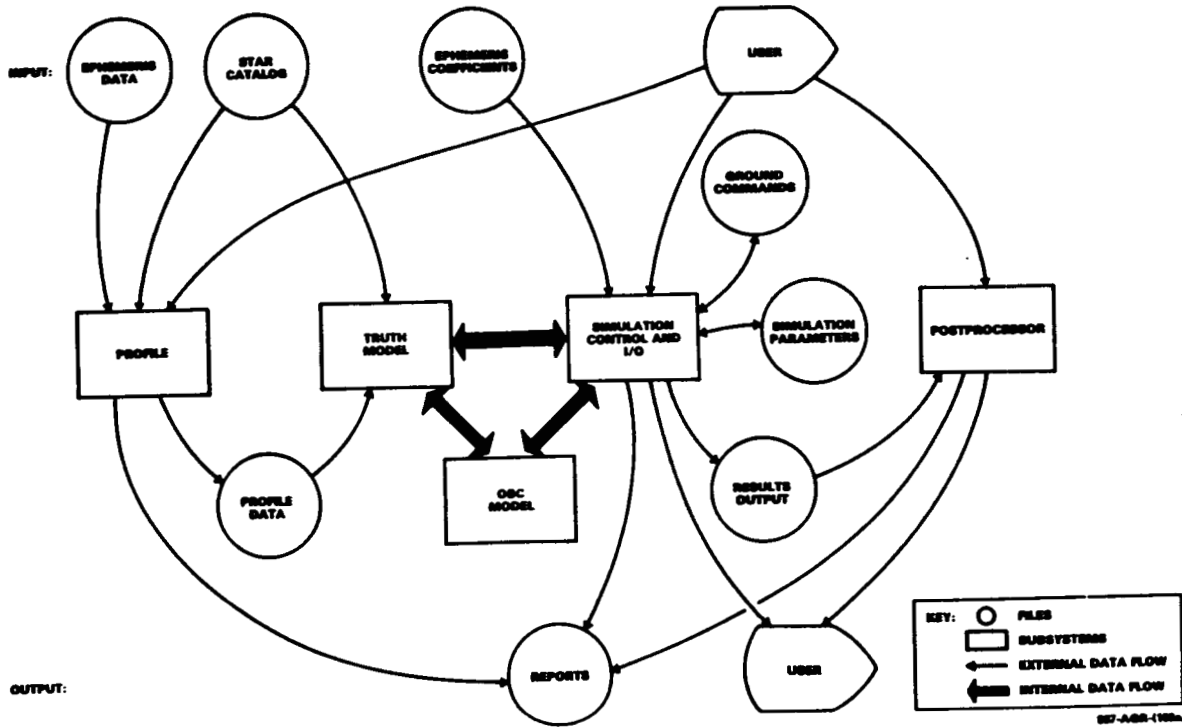 INPUT:
EPHEMERIS
DATA
STAR
CATALOG
EPHEMERIS
COEFFICIENTS
USER
GROUND
COMMANDS
PROFILE
TRUTH
MODEL
SIMULATION
CONTROL AND
I/O
SIMULATION
PARAMETERS
POSTPROCESSOR
PROFILE
DATA
OBC
MODEL
RESULTS
OUTPUT
REPORTS
USER
OUTPUT:
KEY:
FILES
SUBSYSTEMS
EXTERNAL DATA FLOW
INTERNAL DATA FLOW